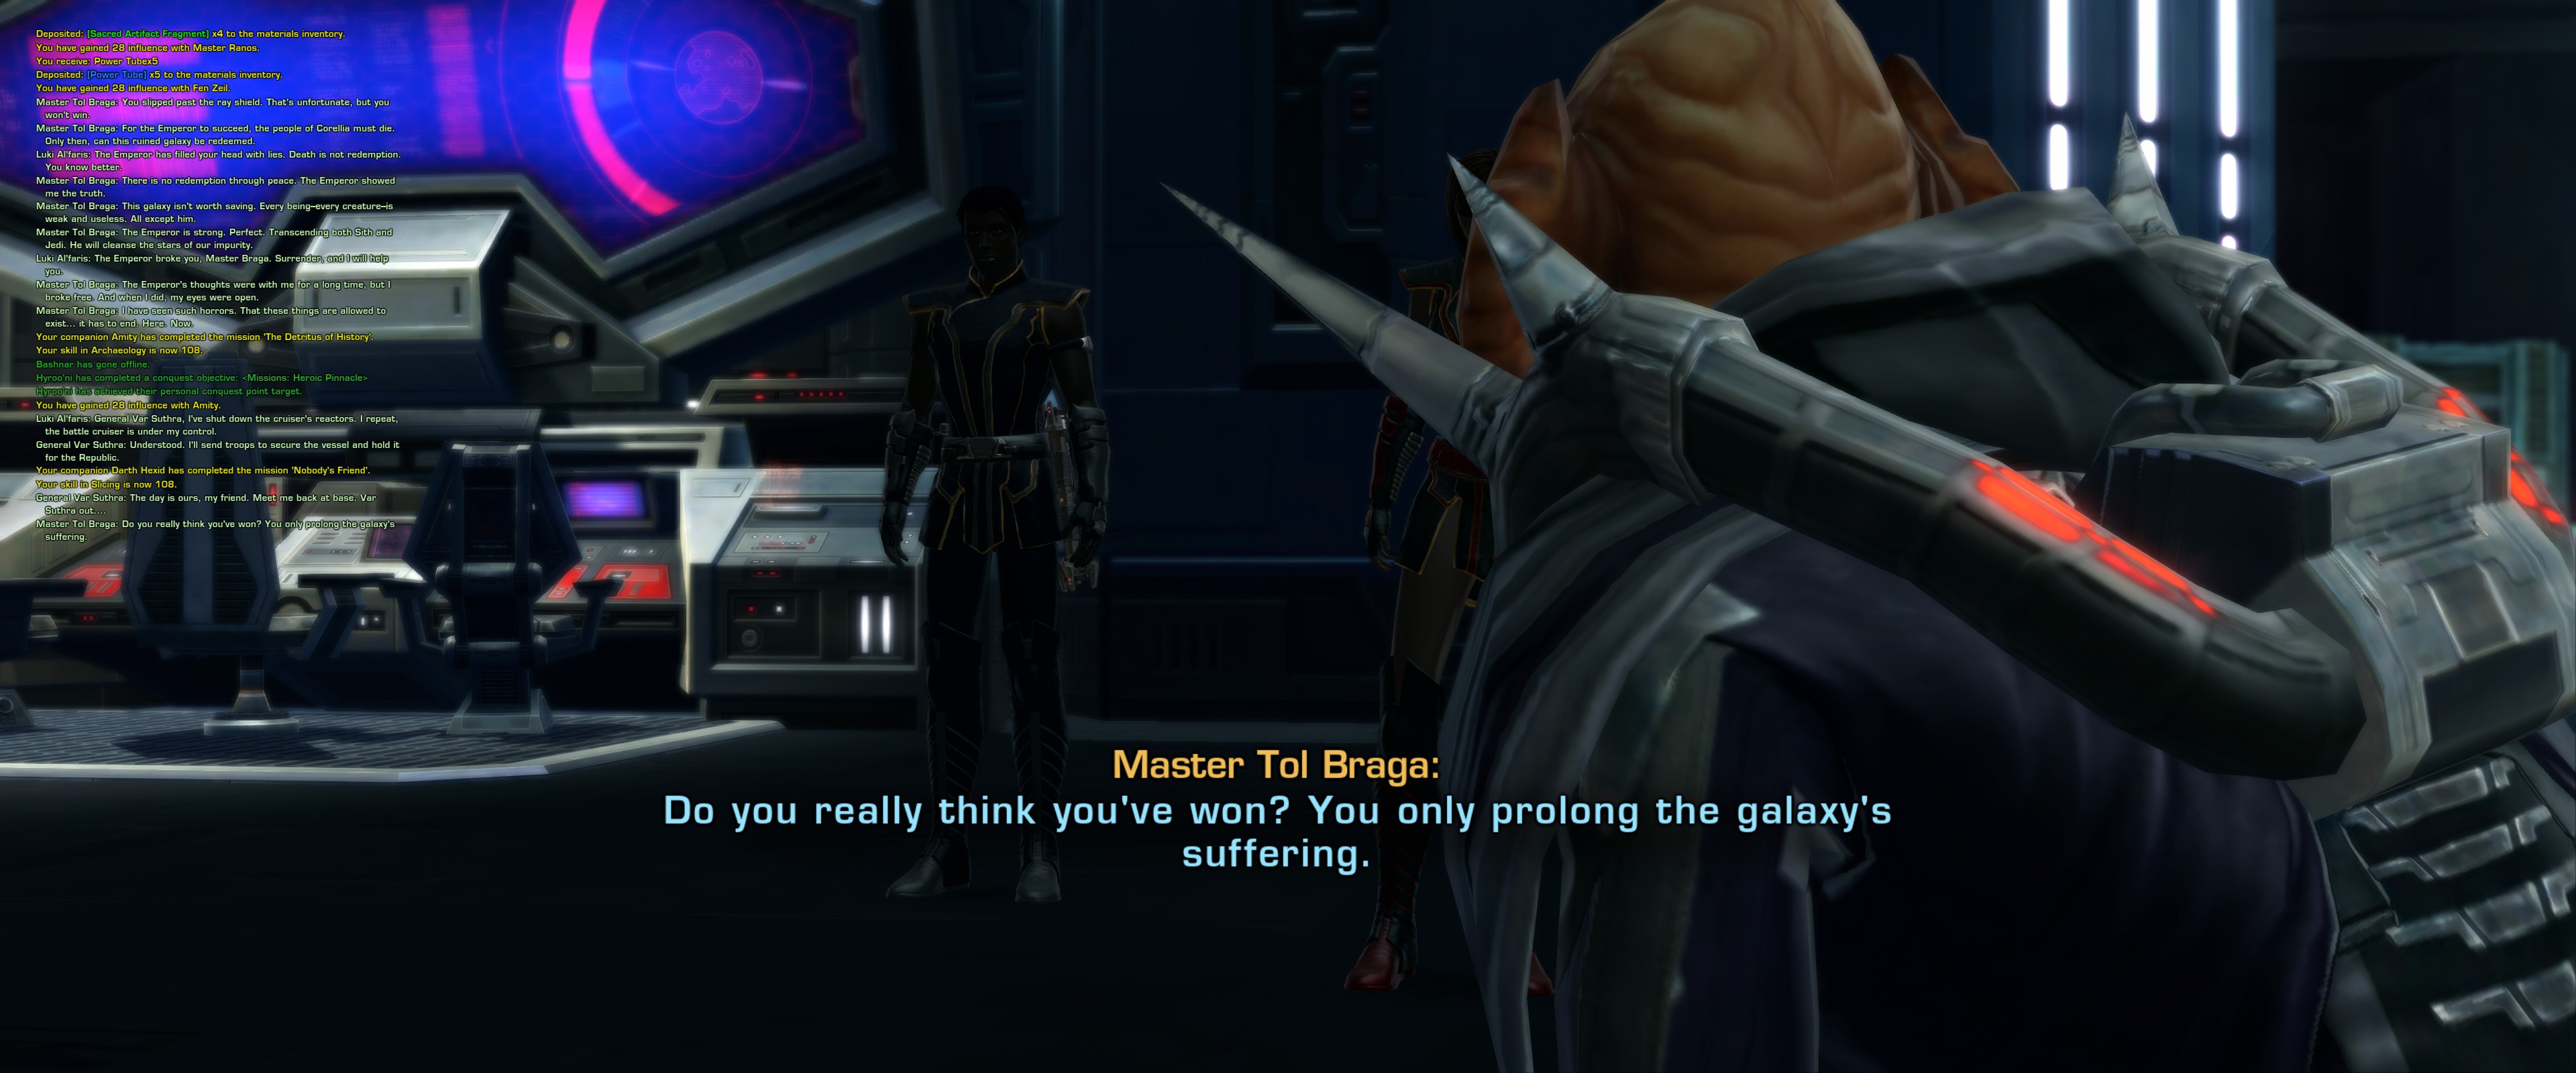 Deposited: [Sacred Artifact Fragment] x4 to the materials inventory.
You have gained 28 influence with Master Ranos.
You receive: Power Tubex5
Deposited: [Power Tube] x5 to the materials inventory.
You have gained 28 influence with Fen Zeil.
Master Tol Braga: You slipped past the ray shield. That's unfortunate, but you
won't win.
Master Tol Braga: For the Emperor to succeed, the people of Corellia must die.
Only then, can this ruined galaxy be redeemed.
Luki Al'faris: The Emperor has filled your head with lies. Death is not redemption.
You know better.
Master Tol Braga: There is no redemption through peace. The Emperor showed
me the truth.
Master Tol Braga: This galaxy isn't worth saving. Every being–every creature–is
weak and useless. All except him.
Master Tol Braga: The Emperor is strong. Perfect. Transcending both Sith and
Jedi. He will cleanse the stars of our impurity.
Luki Al'faris: The Emperor broke you, Master Braga. Surrender, and I will help
you.
Master Tol Braga: The Emperor's thoughts were with me for a long time, but I
broke free. And when I did, my eyes were open.
Master Tol Braga: I have seen such horrors. That these things are allowed to
exist... it has to end. Here. Now.
Your companion Amity has completed the mission 'The Detritus of History'.
Your skill in Archaeology is now 108.
Bashnar has gone offline.
Hyroo'ni has completed a conquest objective: <Missions: Heroic Pinnacle>
Hyroo'ni has achieved their personal conquest point target.
You have gained 28 influence with Amity.
Luki Al'faris: General Var Suthra, I've shut down the cruiser's reactors. I repeat,
the battle cruiser is under my control.
General Var Suthra: Understood. I'll send troops to secure the vessel and hold it
for the Republic.
Your companion Darth Hexid has completed the mission 'Nobody's Friend'.
Your skill in Slicing is now 108.
General Var Suthra: The day is ours, my friend. Meet me back at base. Var
Suthra out....
Master Tol Braga: Do you really think you've won? You only prolong the galaxy's
suffering.
Master Tol Braga:
Do you really think you've won? You only prolong the galaxy's
suffering.